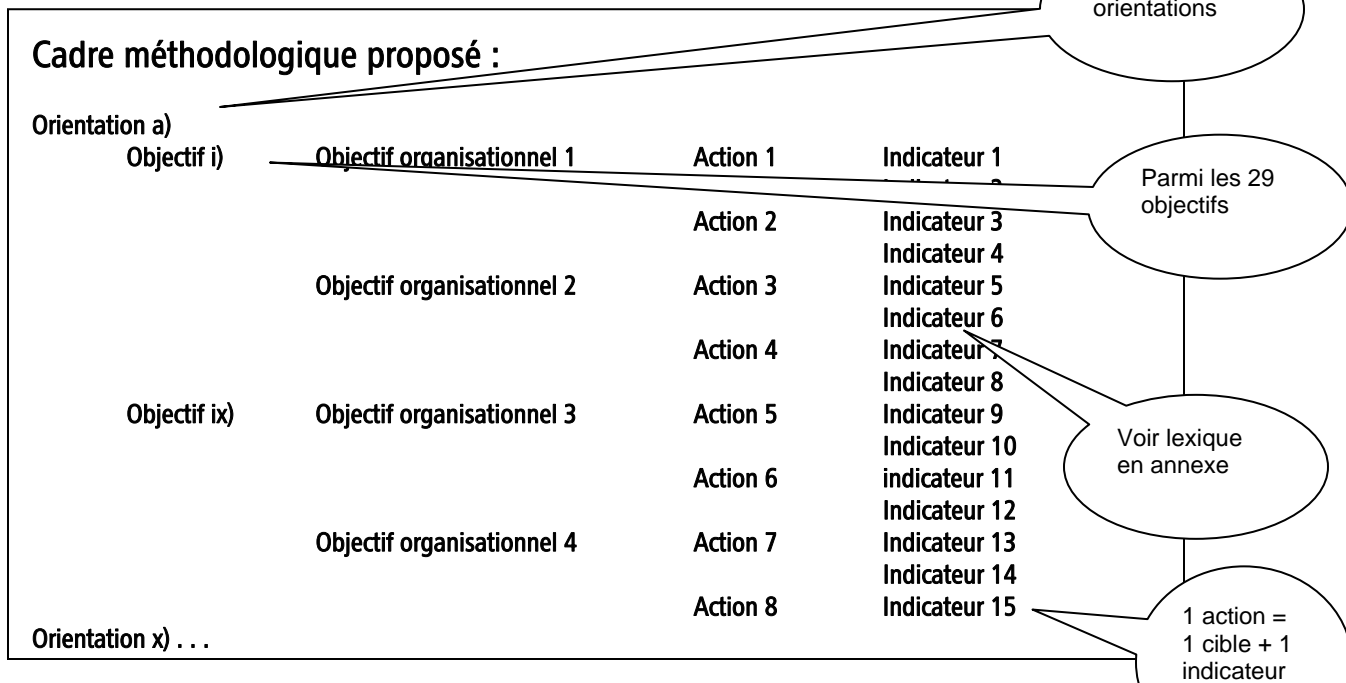 orientations
Cadre méthodologique proposé :
Orientation a)
Objectif i) Objectif organisationnel 1 Action 1 Indicateur 1
Parmi les 29
objectifs
Action 2 Indicateur 3
Indicateur 4
Objectif organisationnel 2 Action 3 Indicateur 5
Indicateur 6
Action 4 Indicateur 7
Indicateur 8
Objectif ix) Objectif organisationnel 3 Action 5 Indicateur 9
Indicateur 10
Voir lexique
en annexe
Action 6 indicateur 11
Indicateur 12
Objectif organisationnel 4 Action 7 Indicateur 13
Indicateur 14
Action 8 Indicateur 15
1 action =
1 cible + 1
indicateur
Orientation x) . . .